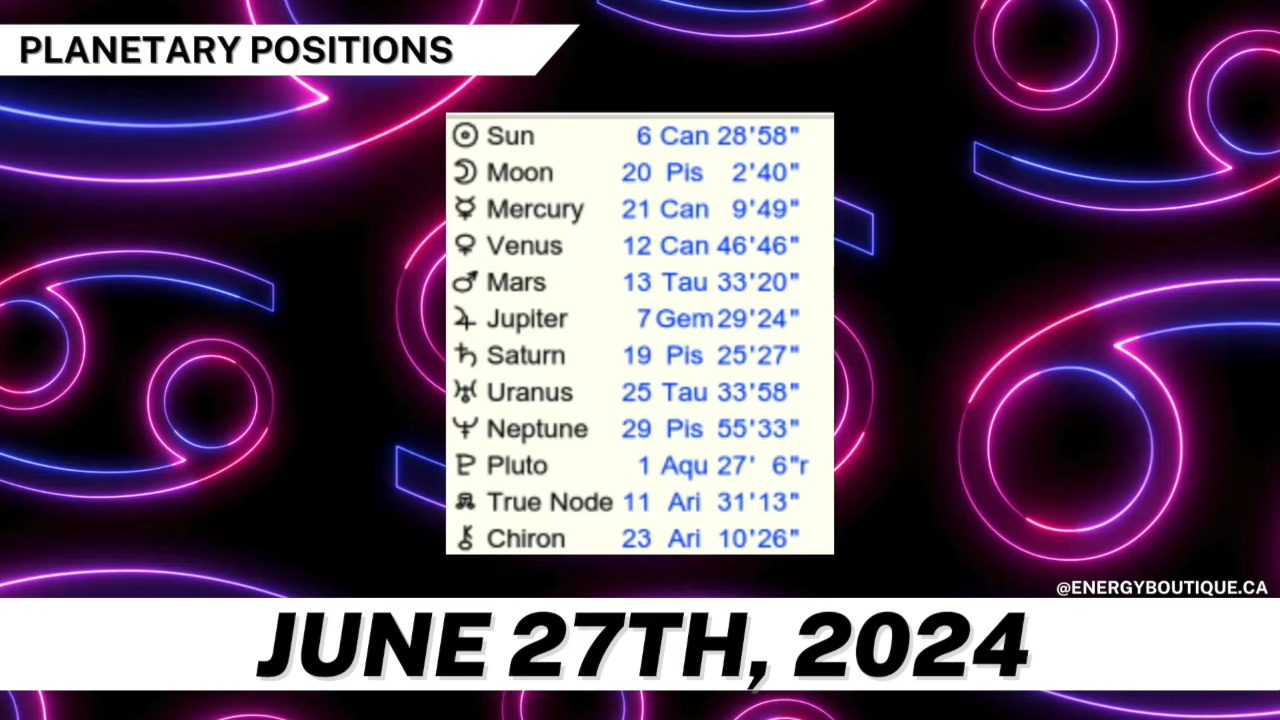 PLANETARY POSITIONS
☉ Sun 6 Can 28'58"
☽ Moon 20 Pis 2'40"
☿ Mercury 21 Can 9'49"
♀ Venus 12 Can 46'46"
♂ Mars 13 Tau 33'20"
♃ Jupiter 7 Gem 29'24"
♄ Saturn 19 Pis 25'27"
♅ Uranus 25 Tau 33'58"
♆ Neptune 29 Pis 55'33"
♇ Pluto 1 Aqu 27' 6"r
☊ True Node 11 Ari 31'13"
⚷ Chiron 23 Ari 10'26"
@ENERGYBOUTIQUE.CA
JUNE 27TH, 2024